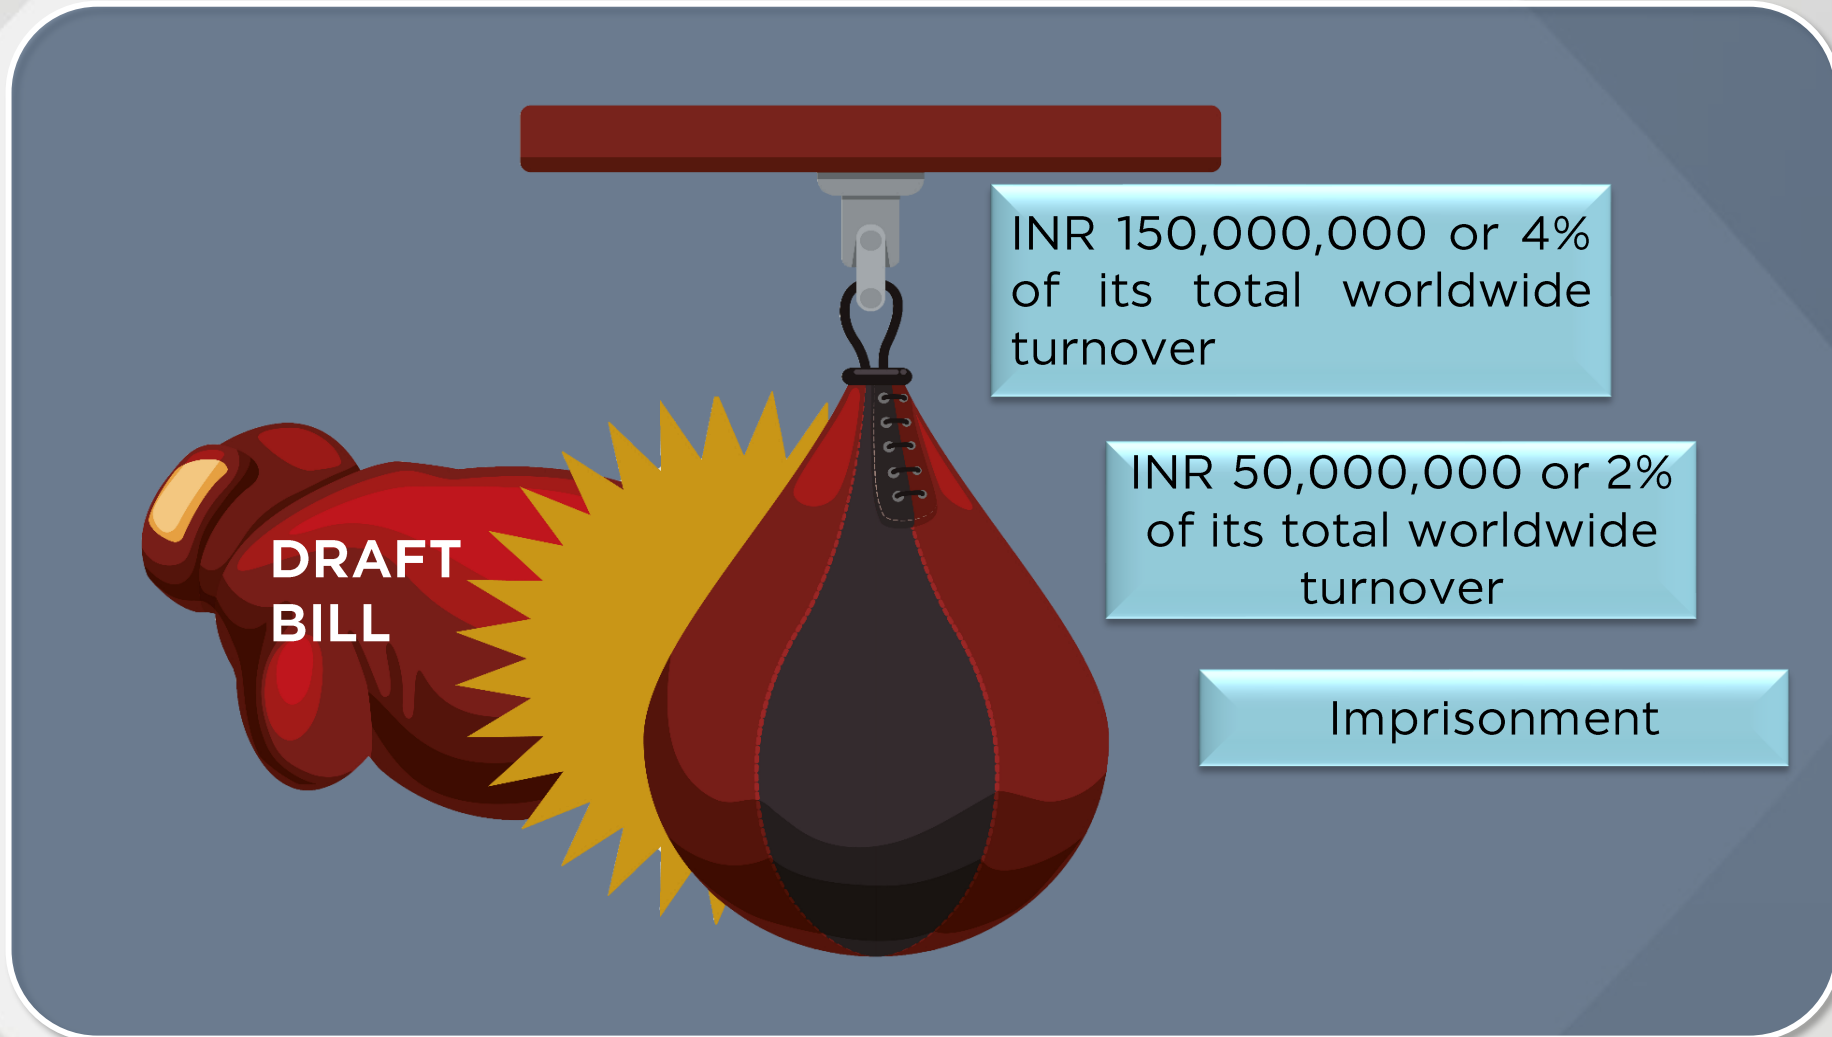 INR 150,000,000 or 4%
of its total worldwide
turnover
INR 50,000,000 or 2%
of its total worldwide
turnover
DRAFT
BILL
Imprisonment